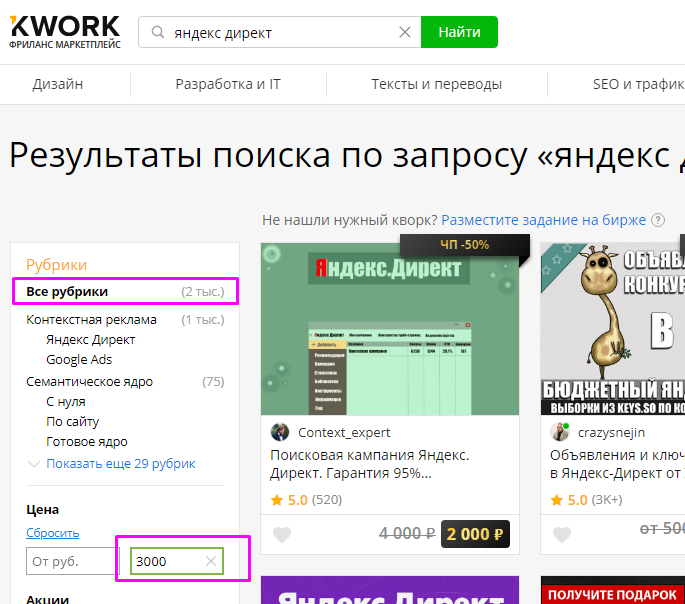 KWORK
ФРИЛАНС МАРКЕТПЛЕЙС
яндекс директ
Найти
Дизайн
Разработка и IT
Тексты и переводы
SEO и трафик
Результаты поиска по запросу «яндекс
Не нашли нужный кворк? Разместите задание на бирже ?
Рубрики
Все рубрики (2 тыс.)
Контекстная реклама (1 тыс.)
Яндекс Директ
Google Ads
Семантическое ядро (75)
С нуля
По сайту
Готовое ядро
Показать еще 29 рубрик
Цена
Сбросить
От руб.
3000
Акции
ЧП -50%
Яндекс.Директ
Context_expert
Поисковая кампания Яндекс.
Директ. Гарантия 95%...
5.0 (520)
4 000 ₽
2 000 ₽
ОБЪЯВЛ
КОНКУР
В
БЮДЖЕТНЫЙ ЯН
ВЫБОРКИ ИЗ KEYS.SO ПО КО
crazysnejin
Объявления и ключ
в Яндекс-Директ от
5.0 (3K+)
от 500
Яндекс Директ
ПОЛУЧИТЕ ПОДАРОК